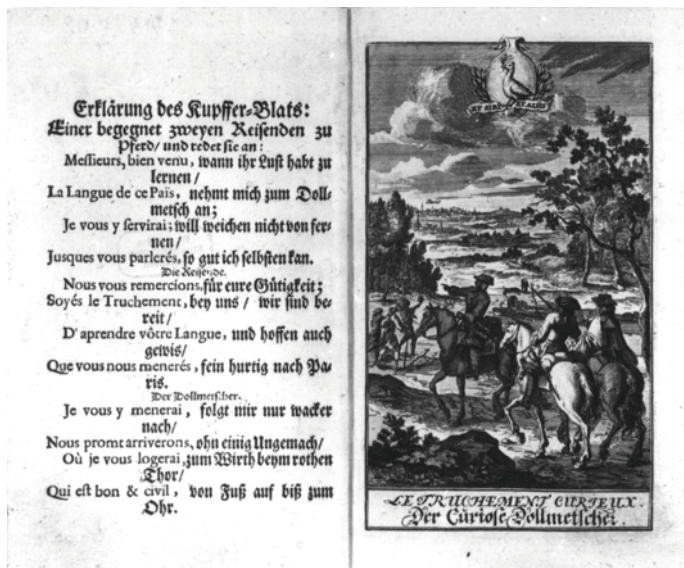 Erklärung des Kupffer-Blats:
Einer begegnet zweyen Reisenden zu
Pferd/ und redet sie an:
Messieurs, bien venu, wann ihr Lust habt zu
lernen/
La Langue de ce Païs, nehmt mich zum Doll-
metsch an;
Je vous y servirai; will weichen nicht von fer-
nen/
Jusques vous parlerés, so gut ich selbsten kan.
Die Reisende.
Nous vous remercions, für eure Gütigkeit;
Soyés le Truchement, bey uns / wir sind be-
reit/
D'aprendre vôtre Langue, und hoffen auch
gewis/
Que vous nous menerés, fein hurtig nach Pa-
ris.
Der Dollmetscher.
Je vous y menerai, folgt mir nur wacker
nach/
Nous promt arriverons, ohn einig Ungemach/
Où je vous logerai, zum Wirth beym rothen
Thor/
Qui est bon & civil, von Fuß auf biß zum
Ohr.
ET SIBI ET ALIIS
LE TRUCHEMENT CURIEUX.
Der Curiose Dollmetscher.